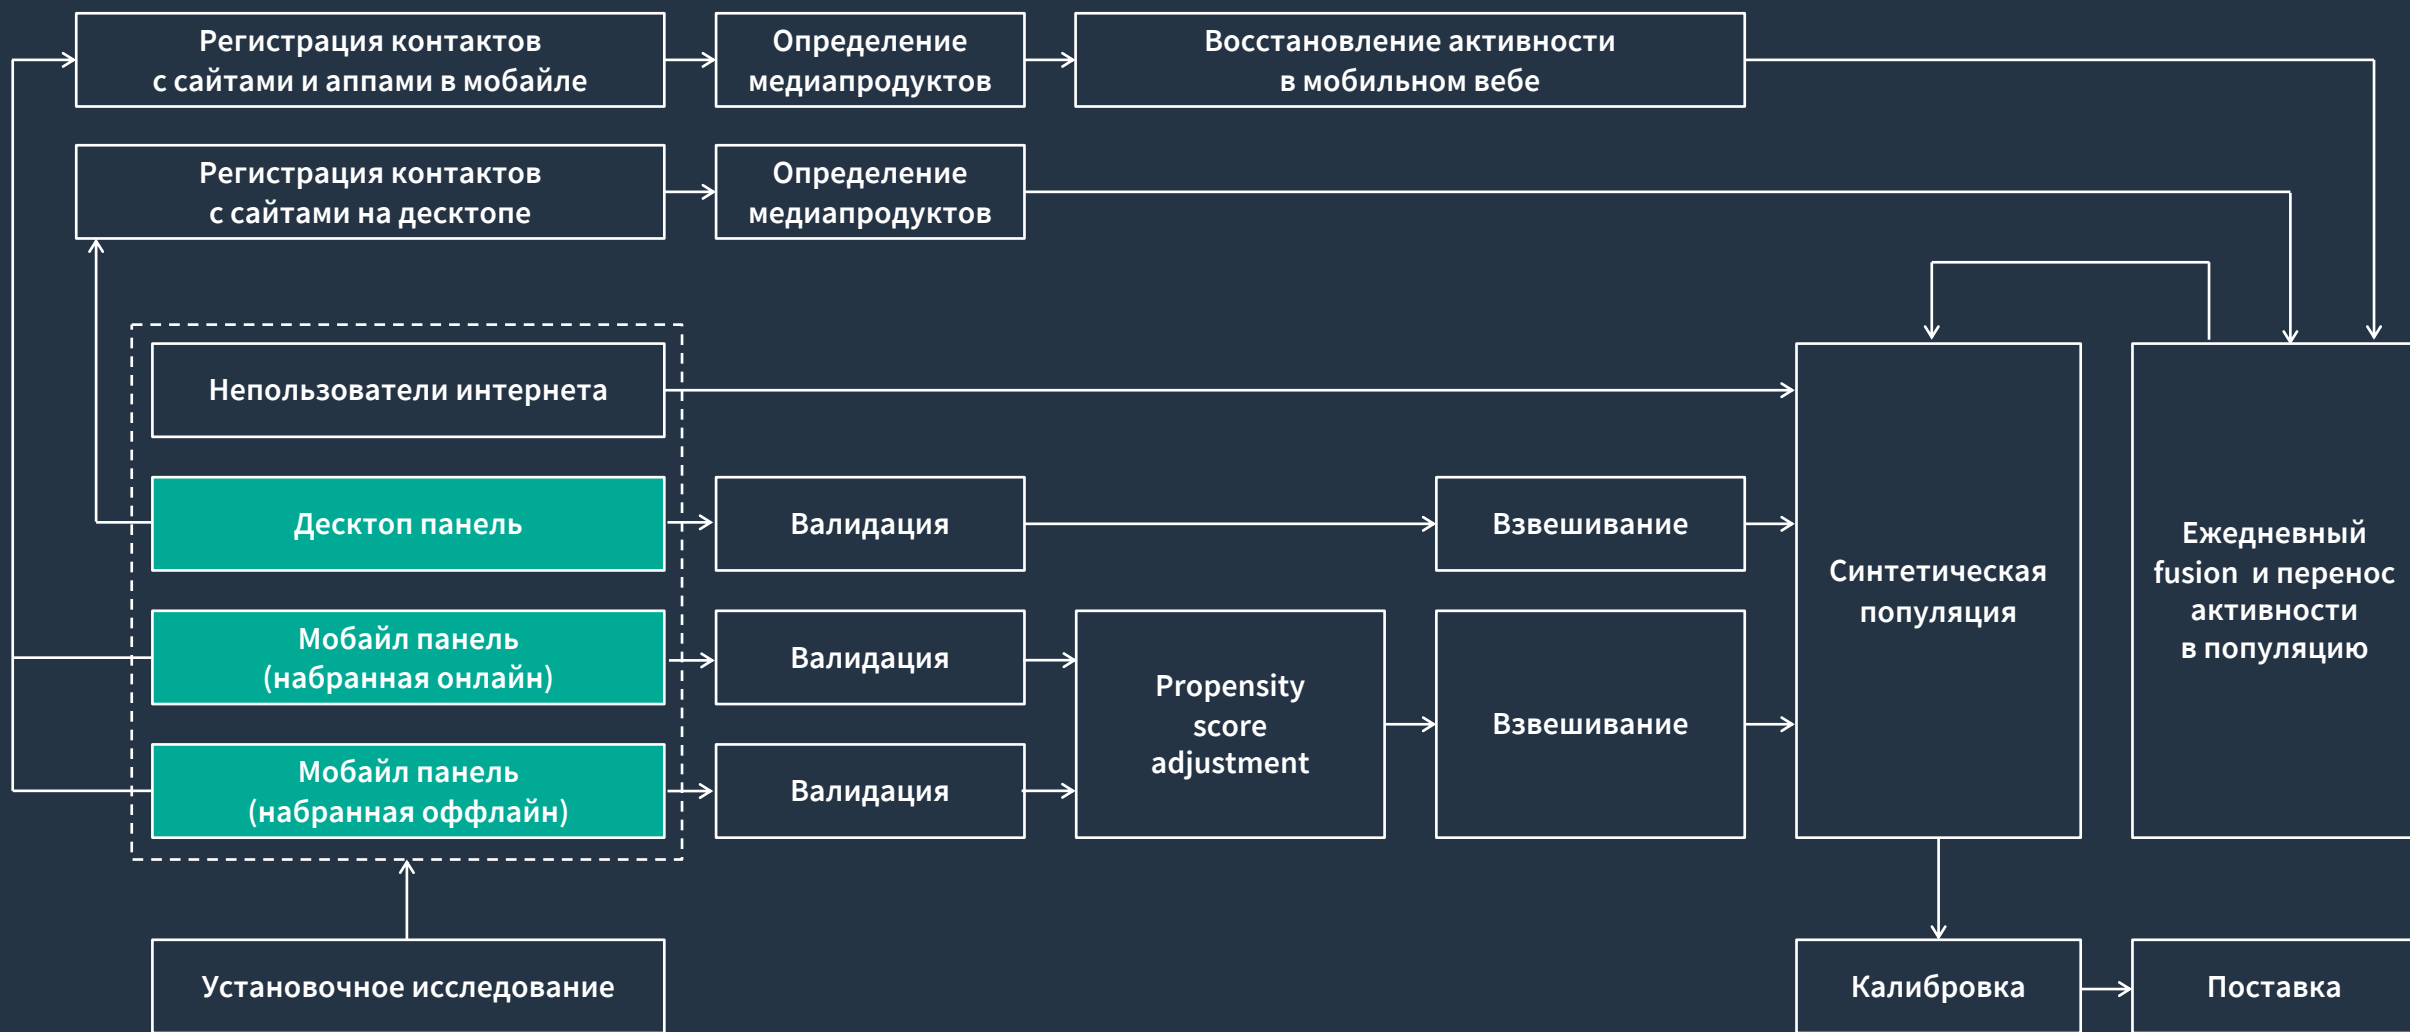 Регистрация контактов
с сайтами и аппами в мобайле
Определение
медиапродуктов
Восстановление активности
в мобильном вебе
Регистрация контактов
с сайтами на десктопе
Определение
медиапродуктов
Непользователи интернета
Десктоп панель
Валидация
Взвешивание
Мобайл панель
(набранная онлайн)
Валидация
Мобайл панель
(набранная оффлайн)
Валидация
Propensity
score
adjustment
Взвешивание
Синтетическая
популяция
Ежедневный
fusion и перенос
активности
в популяцию
Установочное исследование
Калибровка
Поставка